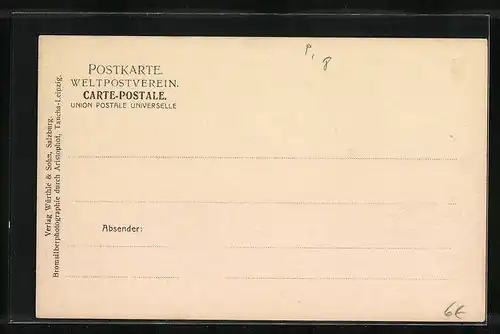 POSTKARTE.
WELTPOSTVEREIN.
CARTE-POSTALE.
UNION POSTALE UNIVERSELLE
Verlag Würthle & Sohn, Salzburg.
Bromsilberphotographie durch Aristophot, Taucha-Leipzig.
Absender:
6€